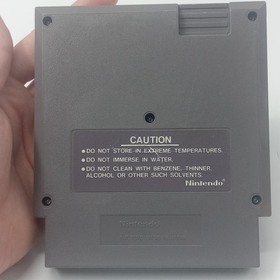 CAUTION
• DO NOT STORE IN EXTREME TEMPERATURES.
• DO NOT IMMERSE IN WATER.
• DO NOT CLEAN WITH BENZENE, THINNER,
ALCOHOL OR OTHER SUCH SOLVENTS.
Nintendo